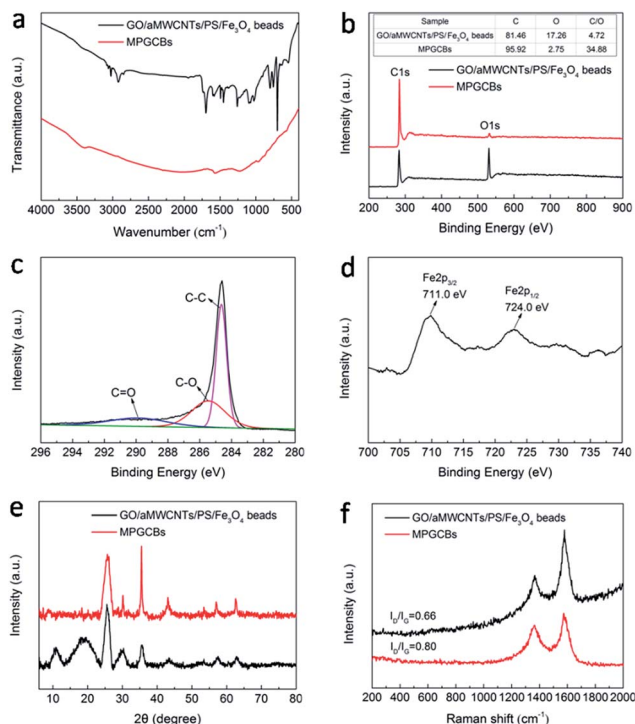 a
GO/aMWCNTs/PS/Fe₃O₄ beads
MPGCBs
Transmittance (a.u.)
4000 3500 3000 2500 2000 1500 1000 500
Wavenumber (cm⁻¹)
b
Sample C O C/O
GO/aMWCNTs/PS/Fe₃O₄ beads 81.46 17.26 4.72
MPGCBs 95.92 2.75 34.88
C1s
GO/aMWCNTs/PS/Fe₃O₄ beads
MPGCBs
O1s
Intensity (a.u.)
200 300 400 500 600 700 800 900
Binding Energy (eV)
c
C-C
C-O
C=O
Intensity (a.u.)
296 294 292 290 288 286 284 282 280
Binding Energy (eV)
d
Fe2p₃/₂
711.0 eV
Fe2p₁/₂
724.0 eV
Intensity (a.u.)
700 705 710 715 720 725 730 735 740
Binding Energy (eV)
e
GO/aMWCNTs/PS/Fe₃O₄ beads
MPGCBs
Intensity (a.u.)
10 20 30 40 50 60 70 80
2θ (degree)
f
GO/aMWCNTs/PS/Fe₃O₄ beads
MPGCBs
I_D/I_G=0.66
I_D/I_G=0.80
Intensity (a.u.)
200 400 600 800 1000 1200 1400 1600 1800 2000
Raman shift (cm⁻¹)